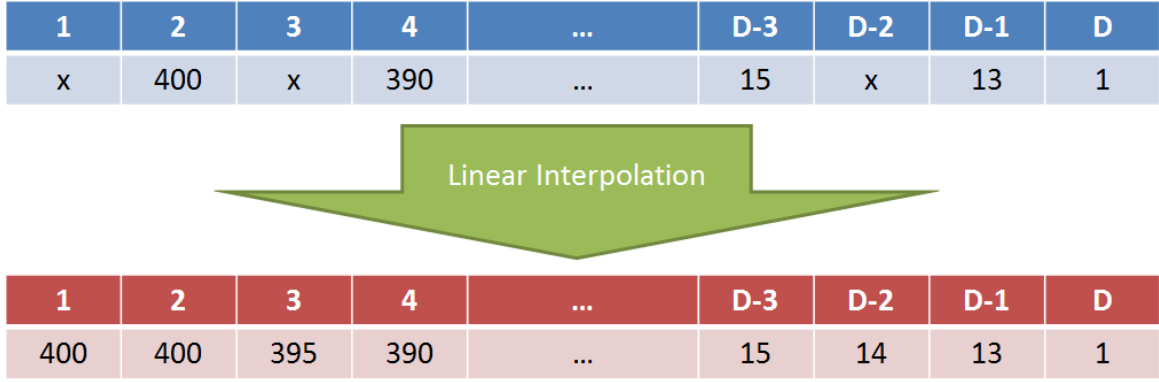 1 2 3 4 ... D-3 D-2 D-1 D
x 400 x 390 ... 15 x 13 1
Linear Interpolation
1 2 3 4 ... D-3 D-2 D-1 D
400 400 395 390 ... 15 14 13 1